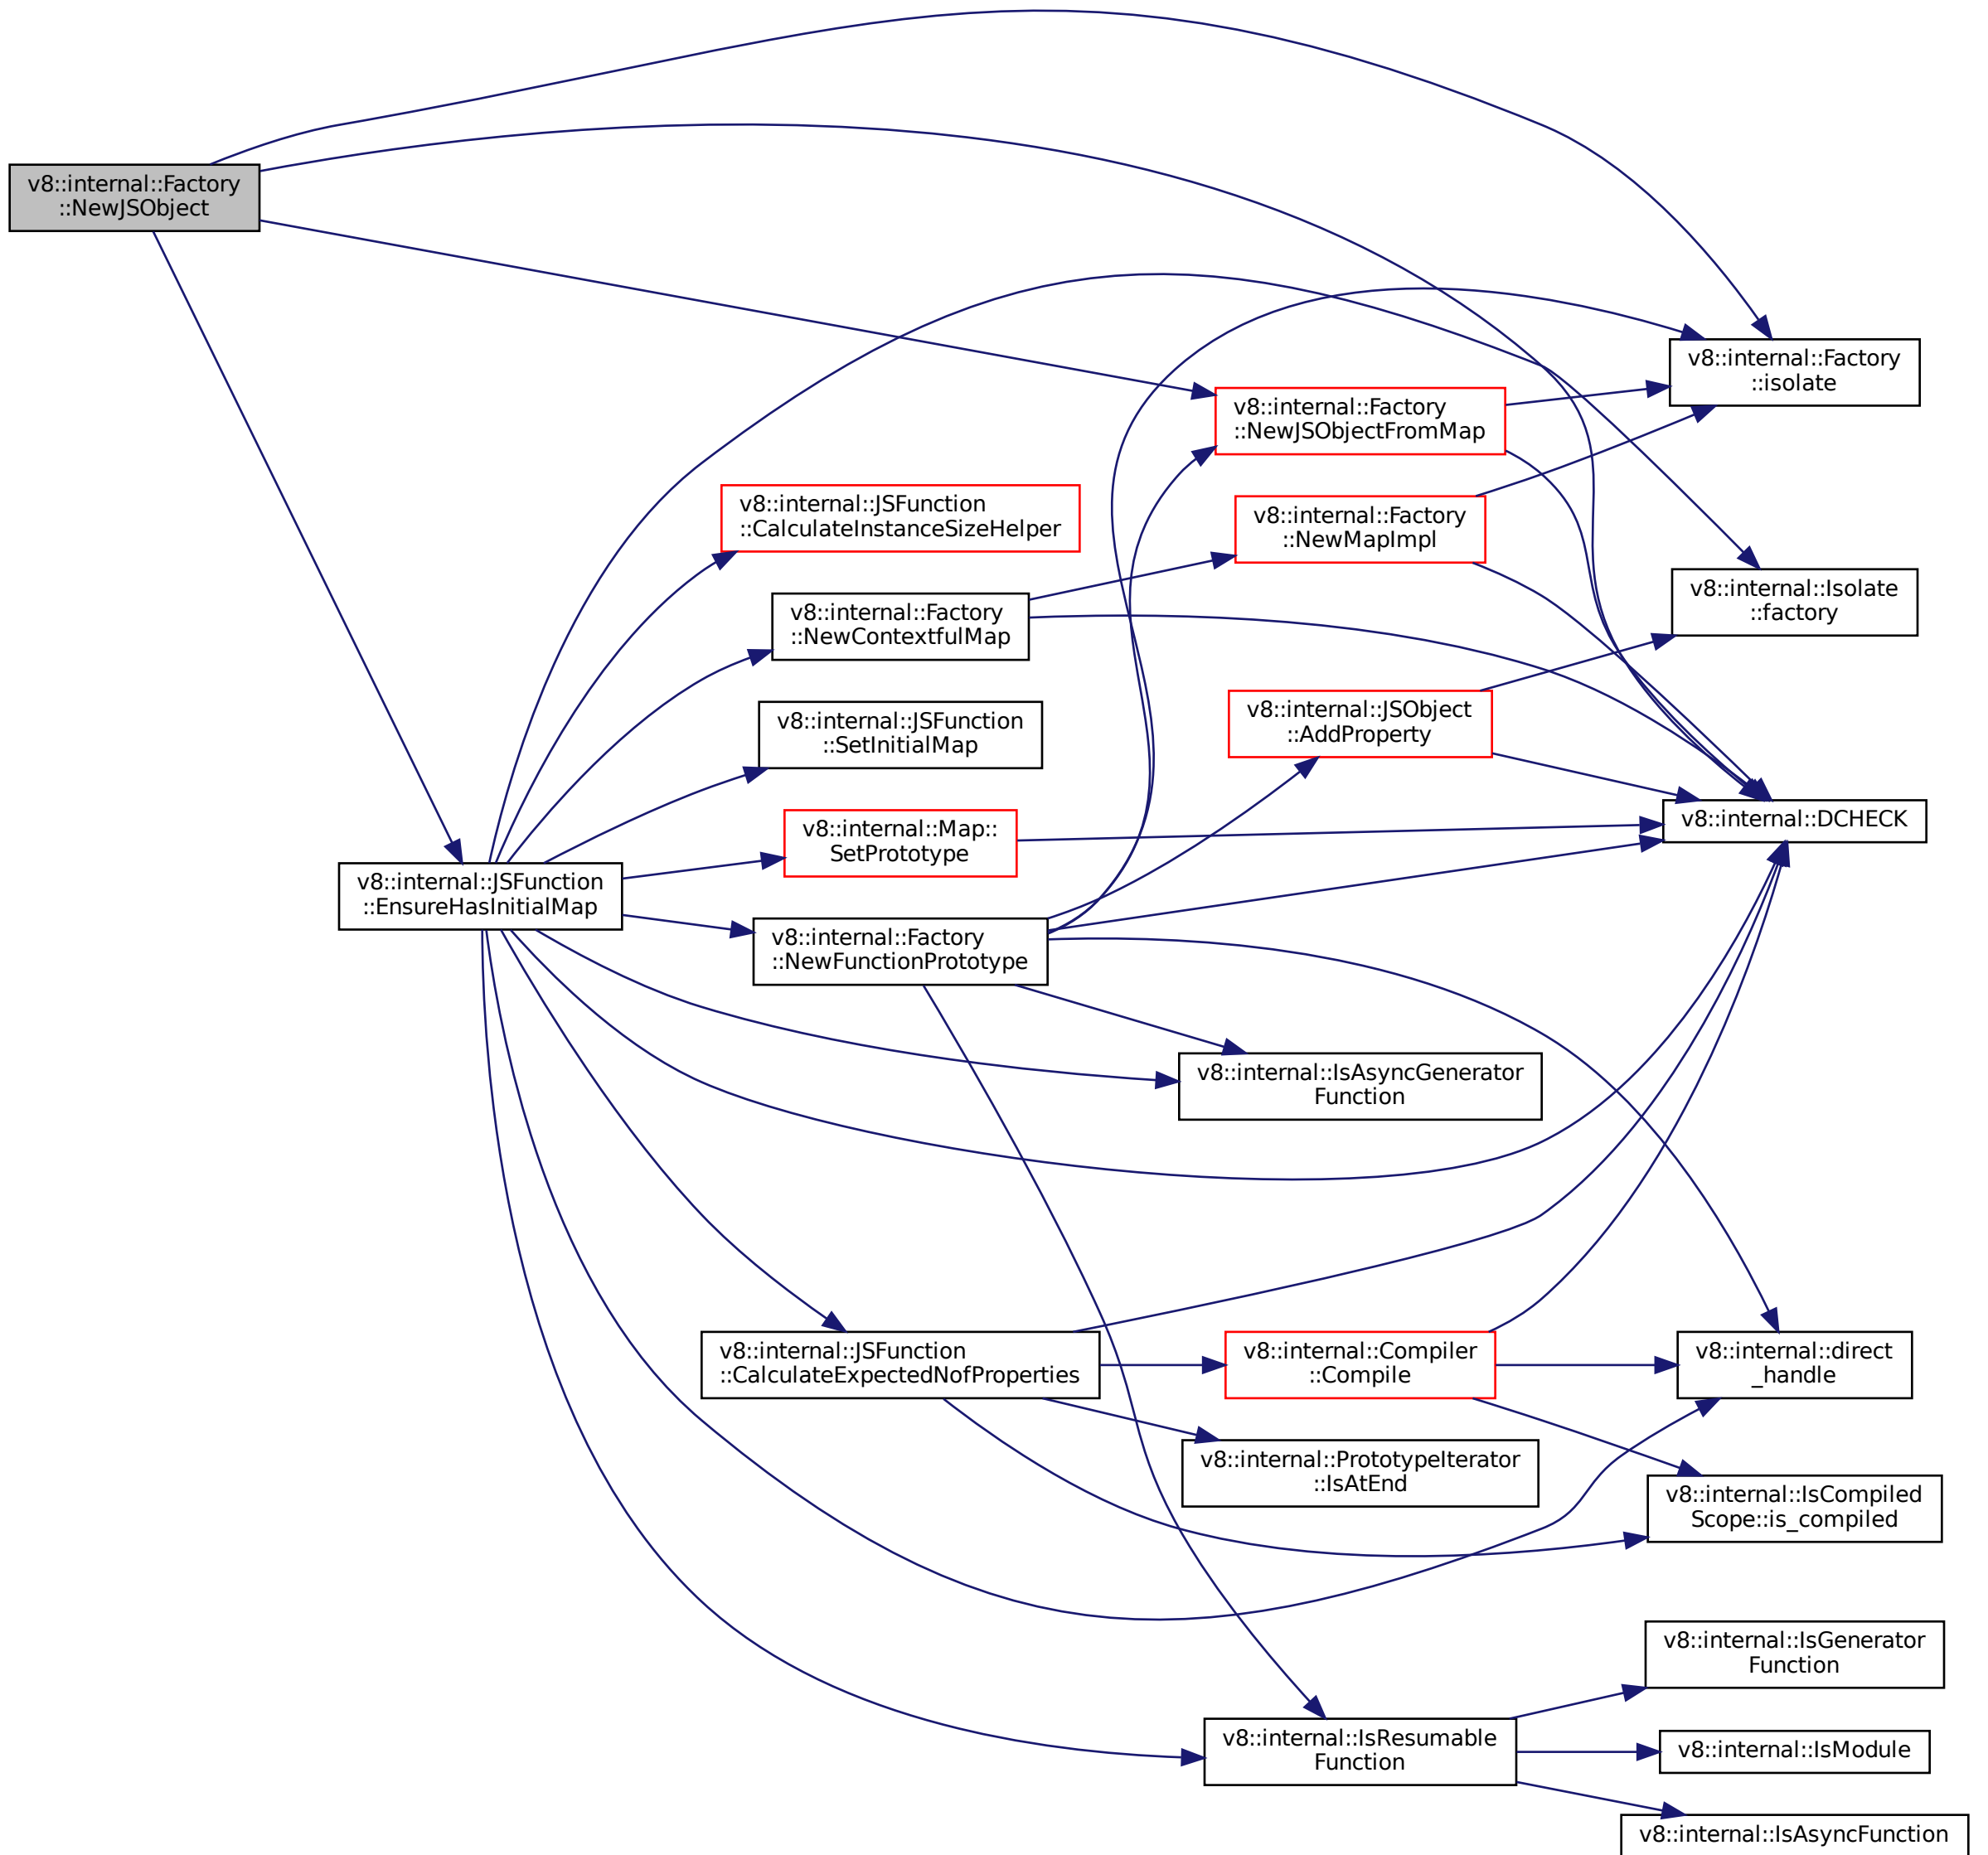 v8::internal::Factory
::NewJSObject
v8::internal::Factory
::isolate
v8::internal::Factory
::NewJSObjectFromMap
v8::internal::JSFunction
::CalculateInstanceSizeHelper
v8::internal::Factory
::NewMapImpl
v8::internal::Isolate
::factory
v8::internal::Factory
::NewContextfulMap
v8::internal::JSObject
::AddProperty
v8::internal::JSFunction
::SetInitialMap
v8::internal::DCHECK
v8::internal::Map::
SetPrototype
v8::internal::JSFunction
::EnsureHasInitialMap
v8::internal::Factory
::NewFunctionPrototype
v8::internal::IsAsyncGenerator
Function
v8::internal::JSFunction
::CalculateExpectedNofProperties
v8::internal::Compiler
::Compile
v8::internal::direct
_handle
v8::internal::PrototypeIterator
::IsAtEnd
v8::internal::IsCompiled
Scope::is_compiled
v8::internal::IsGenerator
Function
v8::internal::IsResumable
Function
v8::internal::IsModule
v8::internal::IsAsyncFunction